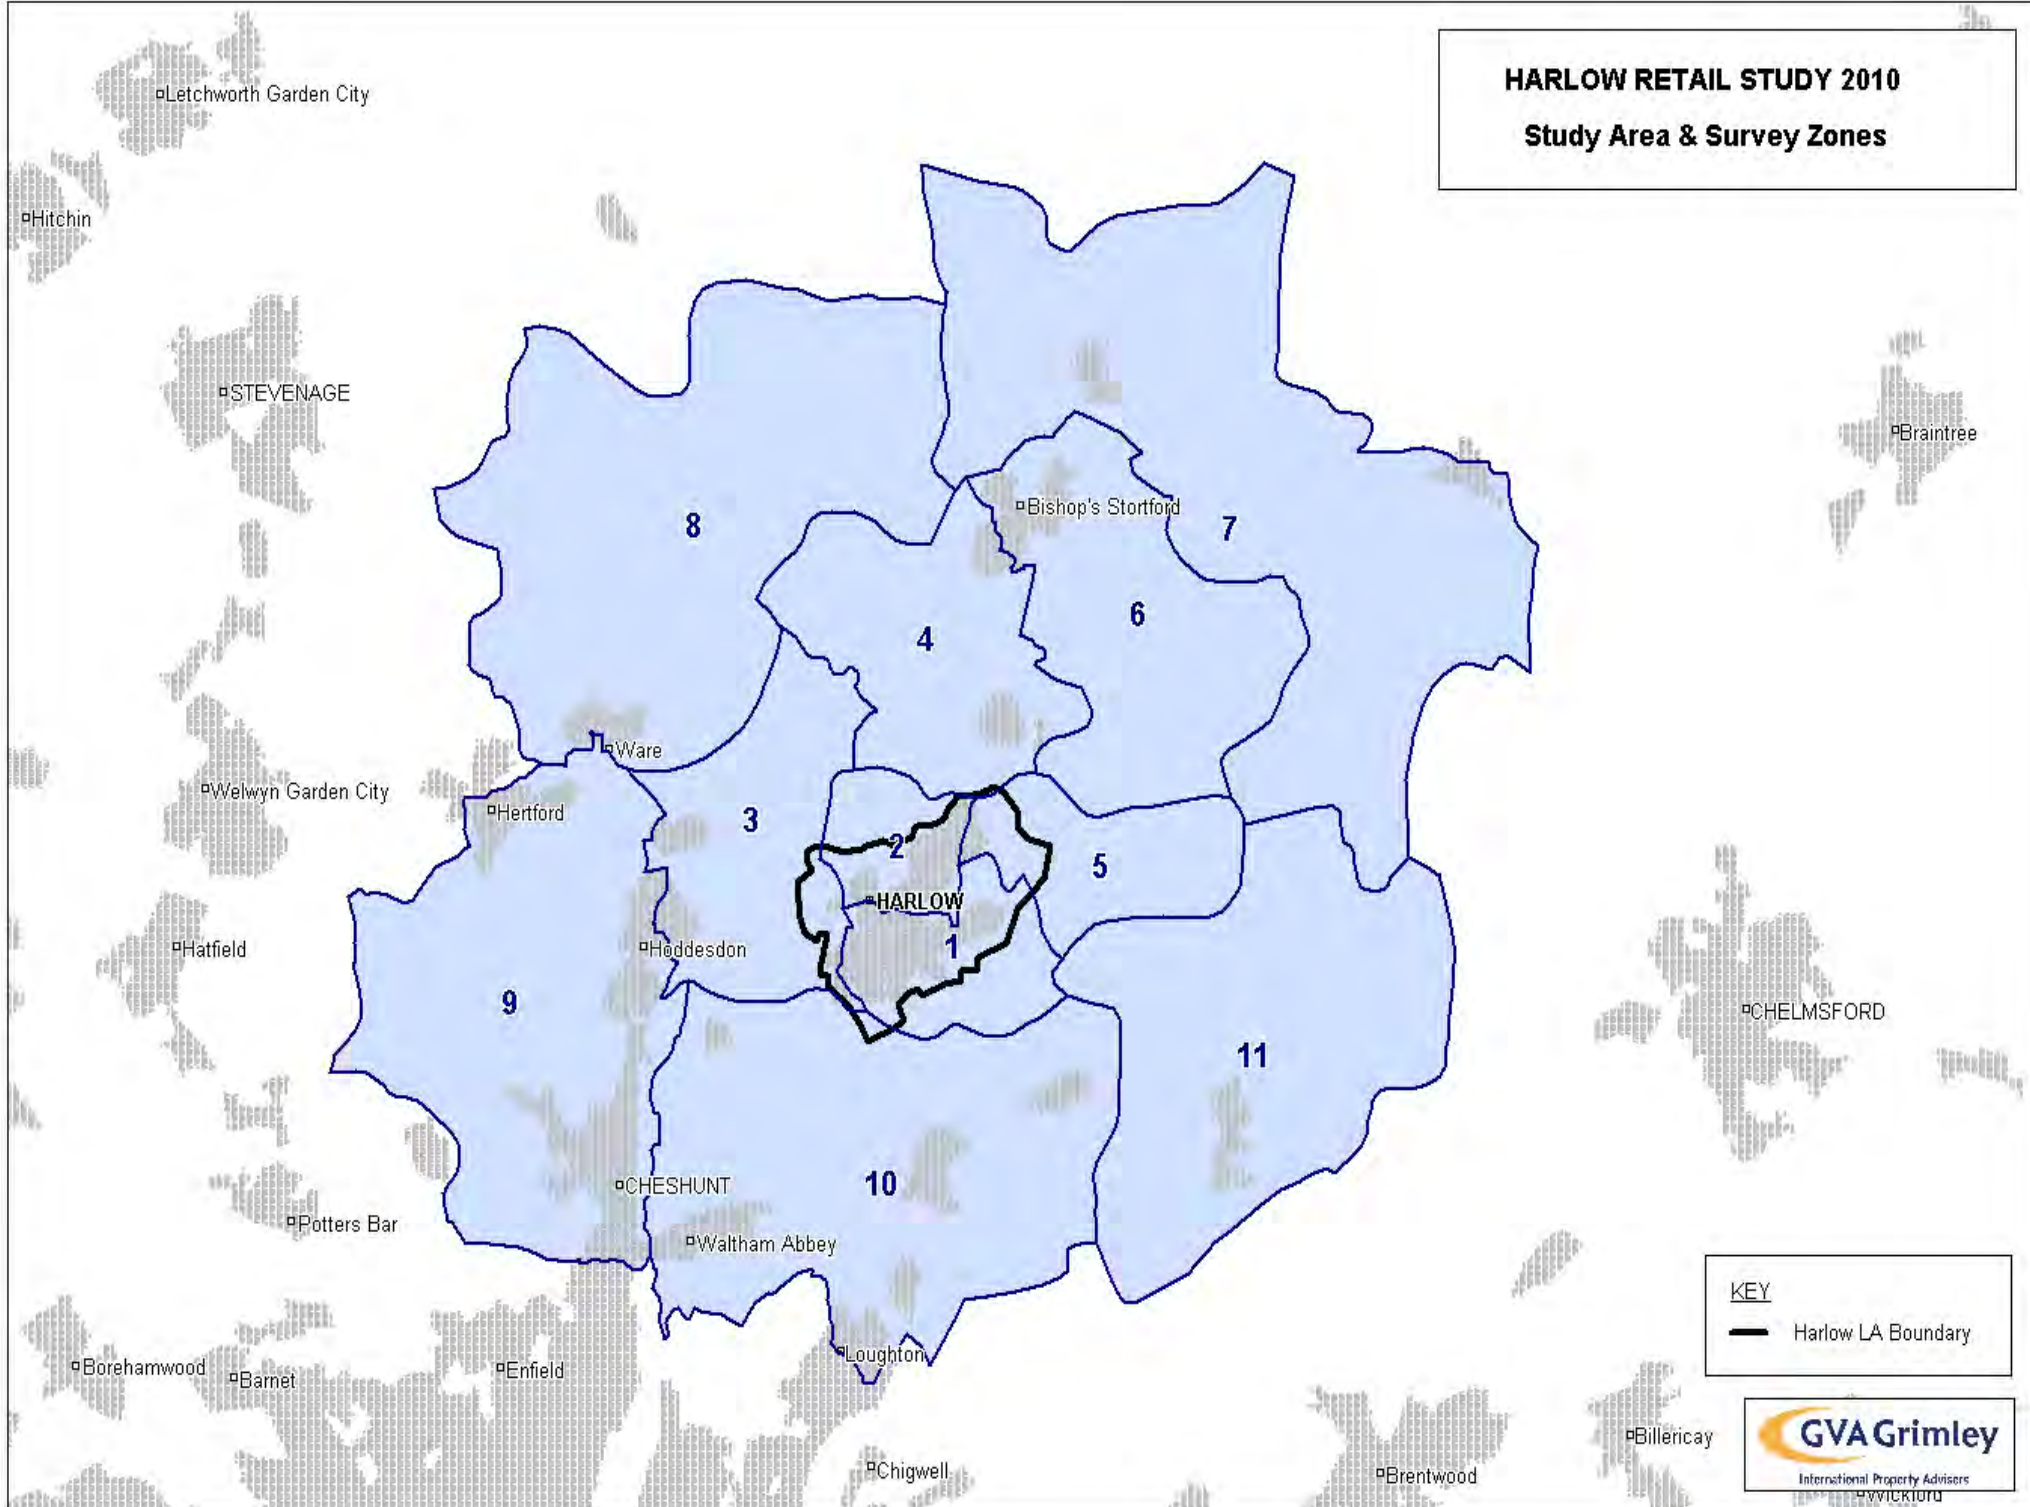 HARLOW RETAIL STUDY 2010
Study Area & Survey Zones
Letchworth Garden City
Hitchin
STEVENAGE
Braintree
Bishop's Stortford
8
7
6
4
Ware
Welwyn Garden City
Hertford
3
2
5
HARLOW
1
Hatfield
Hoddesdon
9
CHELMSFORD
11
10
CHESHUNT
Potters Bar
Waltham Abbey
KEY
Harlow LA Boundary
Loughton
Borehamwood
Barnet
Enfield
Chigwell
Brentwood
Billericay
GVA Grimley
International Property Advisers
Wickford